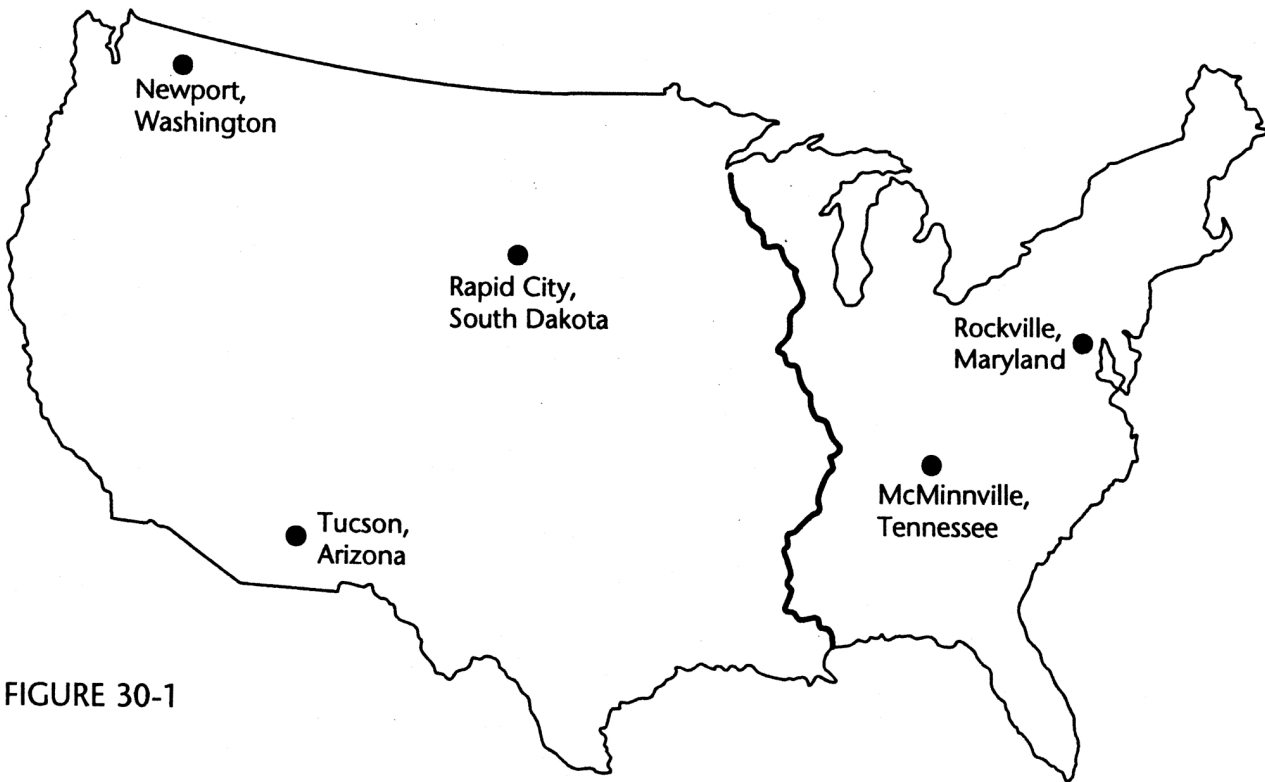 Newport,
Washington
Rapid City,
South Dakota
Rockville,
Maryland
McMinnville,
Tennessee
Tucson,
Arizona
FIGURE 30-1